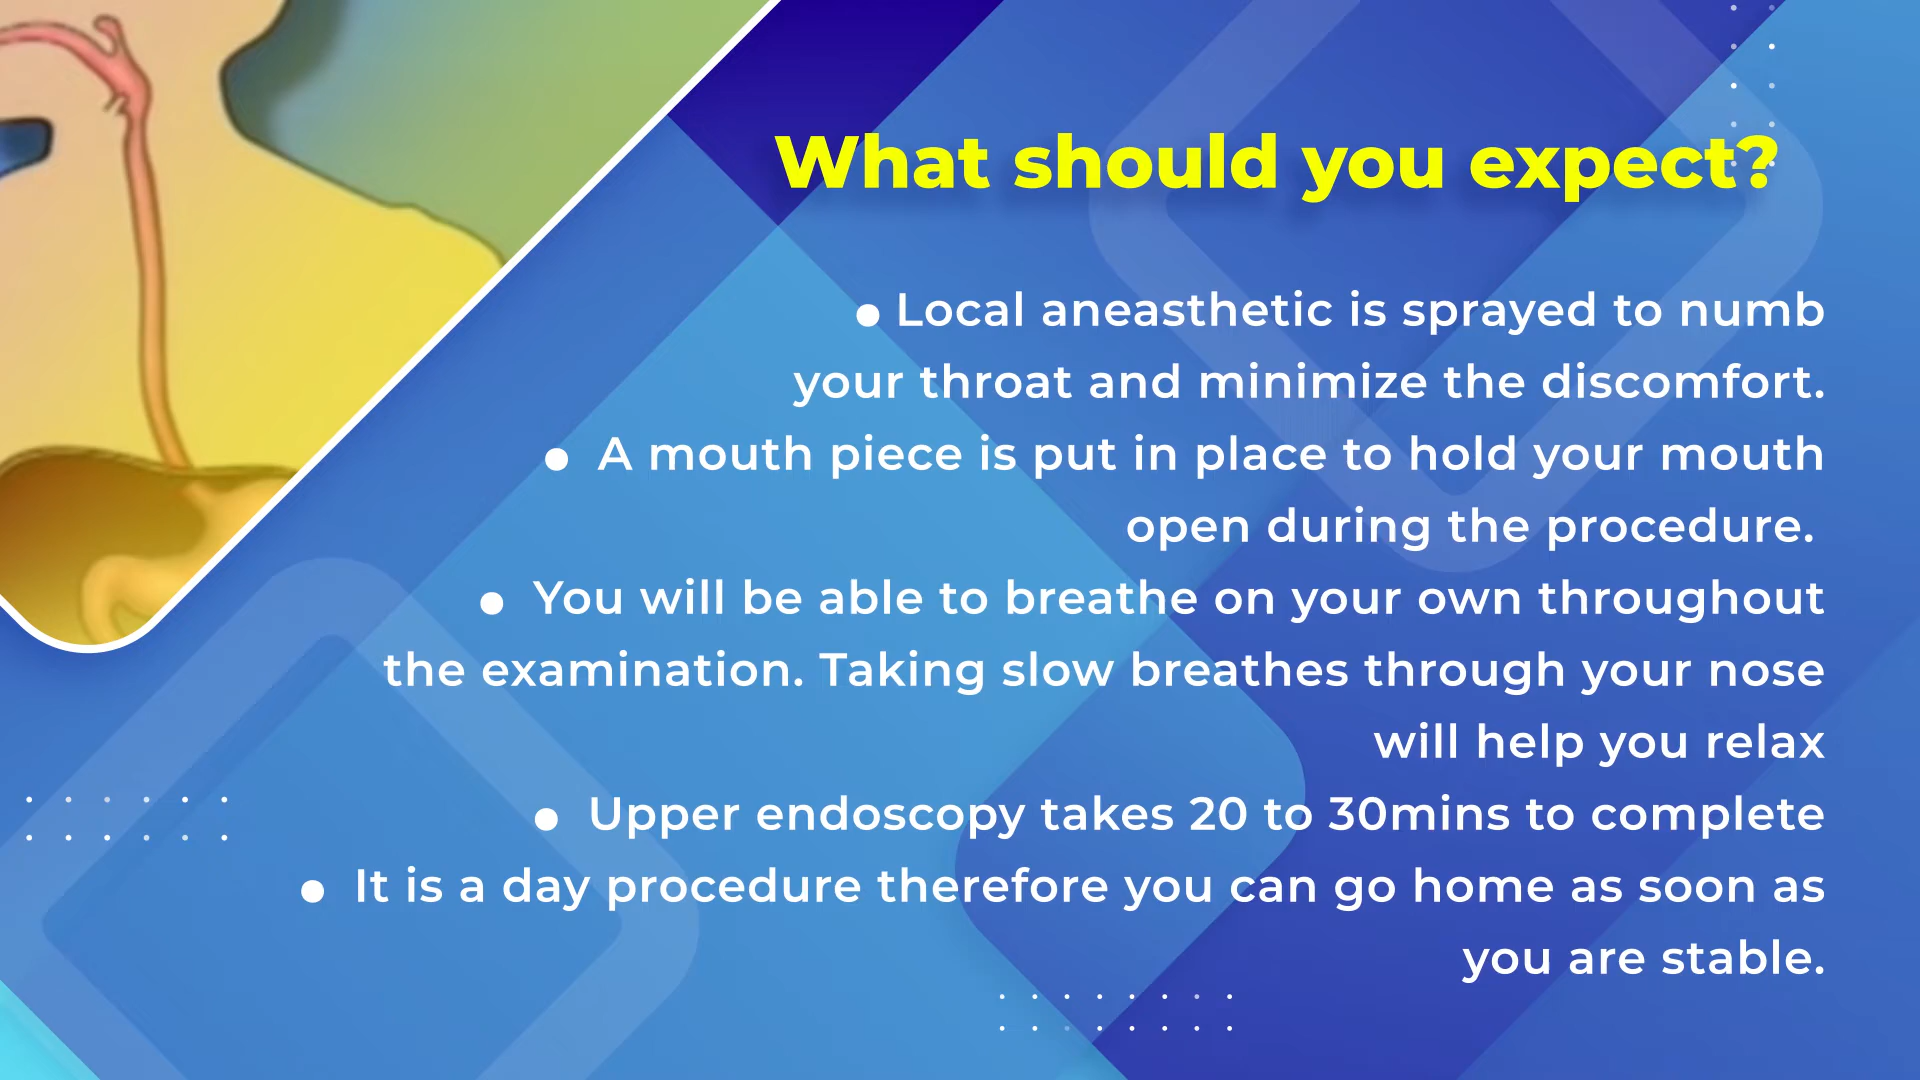 What should you expect?
● Local aneasthetic is sprayed to numb
your throat and minimize the discomfort.
● A mouth piece is put in place to hold your mouth
open during the procedure.
● You will be able to breathe on your own throughout
the examination. Taking slow breathes through your nose
will help you relax
● Upper endoscopy takes 20 to 30mins to complete
● It is a day procedure therefore you can go home as soon as
you are stable.